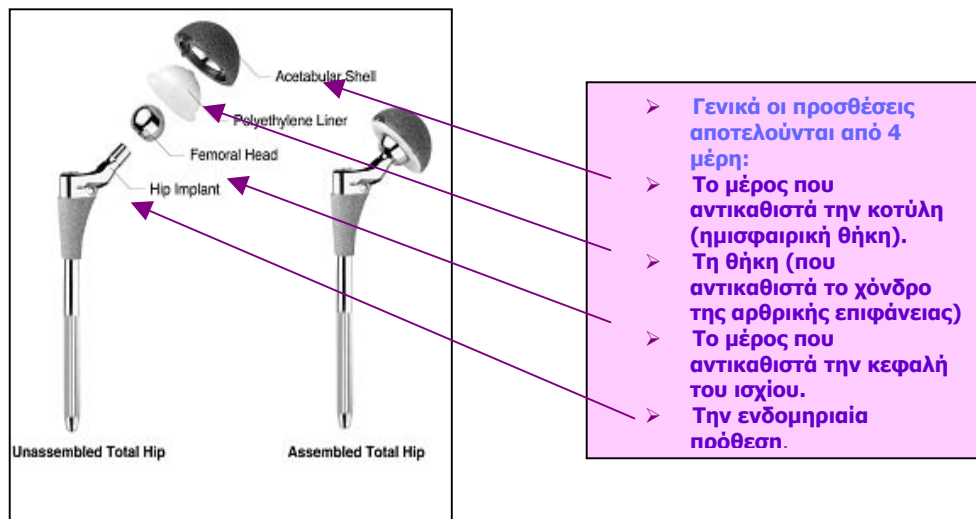 Acetabular Shell
Polyethylene Liner
Femoral Head
Hip Implant
Unassembled Total Hip
Assembled Total Hip
➢ Γενικά οι προσθέσεις
αποτελούνται από 4
μέρη:
➢ Το μέρος που
αντικαθιστά την κοτύλη
(ημισφαιρική θήκη).
➢ Τη θήκη (που
αντικαθιστά το χόνδρο
της αρθρικής επιφάνειας)
➢ Το μέρος που
αντικαθιστά την κεφαλή
του ισχίου.
➢ Την ενδομηριαία
πρόθεση.